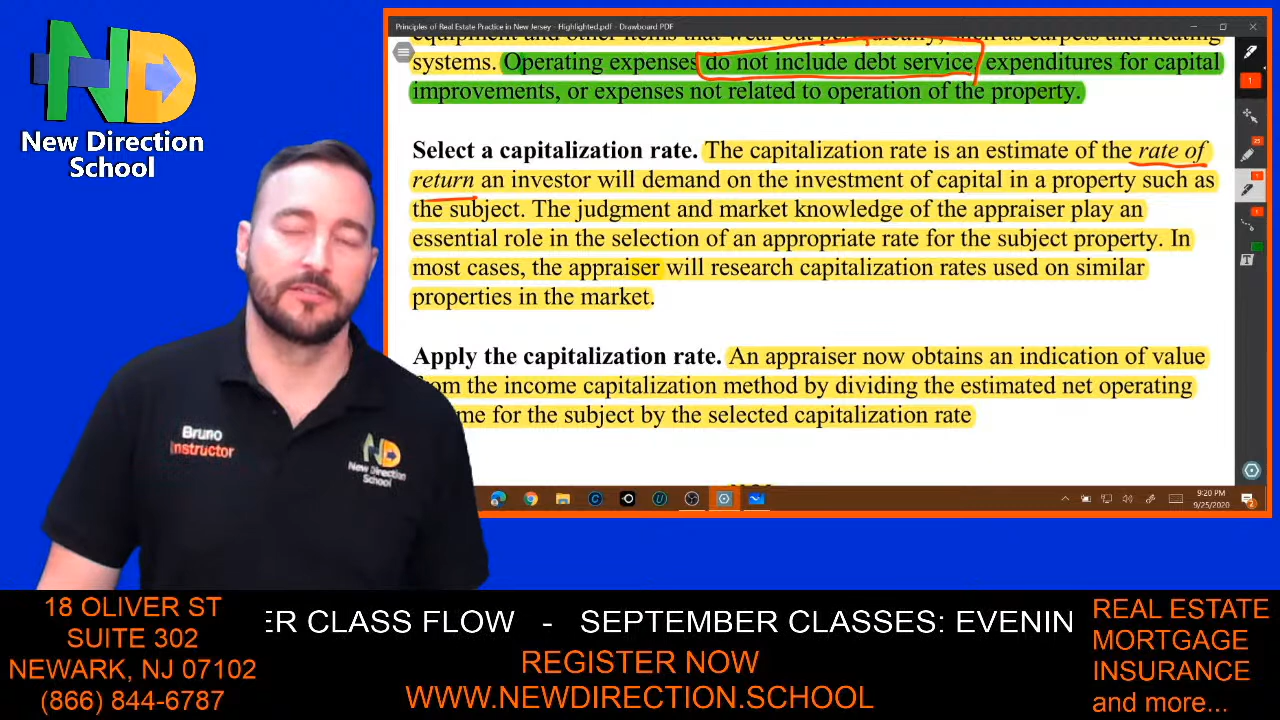 New Direction
School
Principles of Real Estate Practice in New Jersey - Highlighted.pdf - Drawboard PDF
systems. Operating expenses do not include debt service, expenditures for capital
improvements, or expenses not related to operation of the property.
Select a capitalization rate. The capitalization rate is an estimate of the rate of
return an investor will demand on the investment of capital in a property such as
the subject. The judgment and market knowledge of the appraiser play an
essential role in the selection of an appropriate rate for the subject property. In
most cases, the appraiser will research capitalization rates used on similar
properties in the market.
Apply the capitalization rate. An appraiser now obtains an indication of value
from the income capitalization method by dividing the estimated net operating
for the subject by the selected capitalization rate
9:20 PM
9/25/2020
Bruno
Instructor
ND
New Direction
School
18 OLIVER ST
SUITE 302
NEWARK, NJ 07102
(866) 844-6787
ER CLASS FLOW - SEPTEMBER CLASSES: EVENIN
REGISTER NOW
WWW.NEWDIRECTION.SCHOOL
REAL ESTATE
MORTGAGE
INSURANCE
and more...